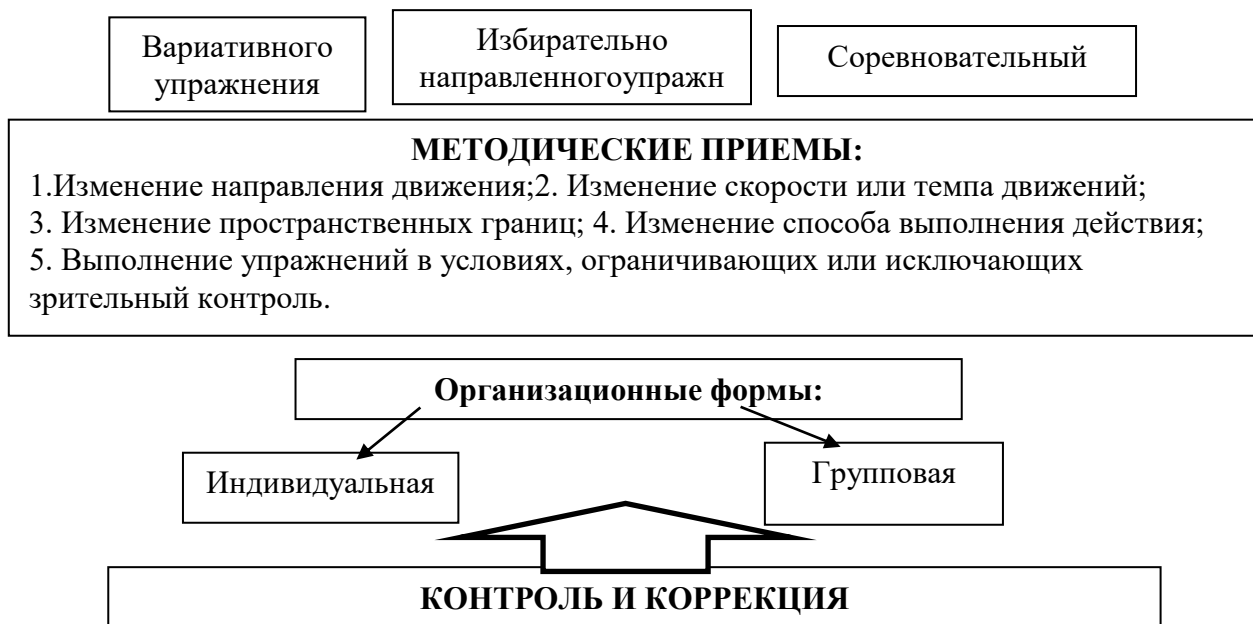 Вариативного
упражнения
Избирательно
направленногоупражн
Соревновательный
МЕТОДИЧЕСКИЕ ПРИЕМЫ:
1.Изменение направления движения;2. Изменение скорости или темпа движений;
3. Изменение пространственных границ; 4. Изменение способа выполнения действия;
5. Выполнение упражнений в условиях, ограничивающих или исключающих
зрительный контроль.
Организационные формы:
Индивидуальная
Групповая
КОНТРОЛЬ И КОРРЕКЦИЯ